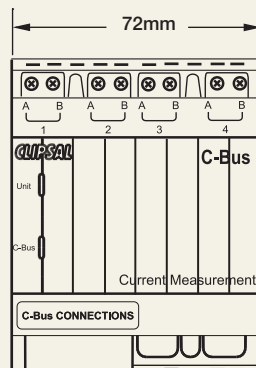 72mm
A B A B A B A B
1 2 3 4
CLIPSAL C-Bus
Unit
C-Bus
Current Measurement
C-Bus CONNECTIONS